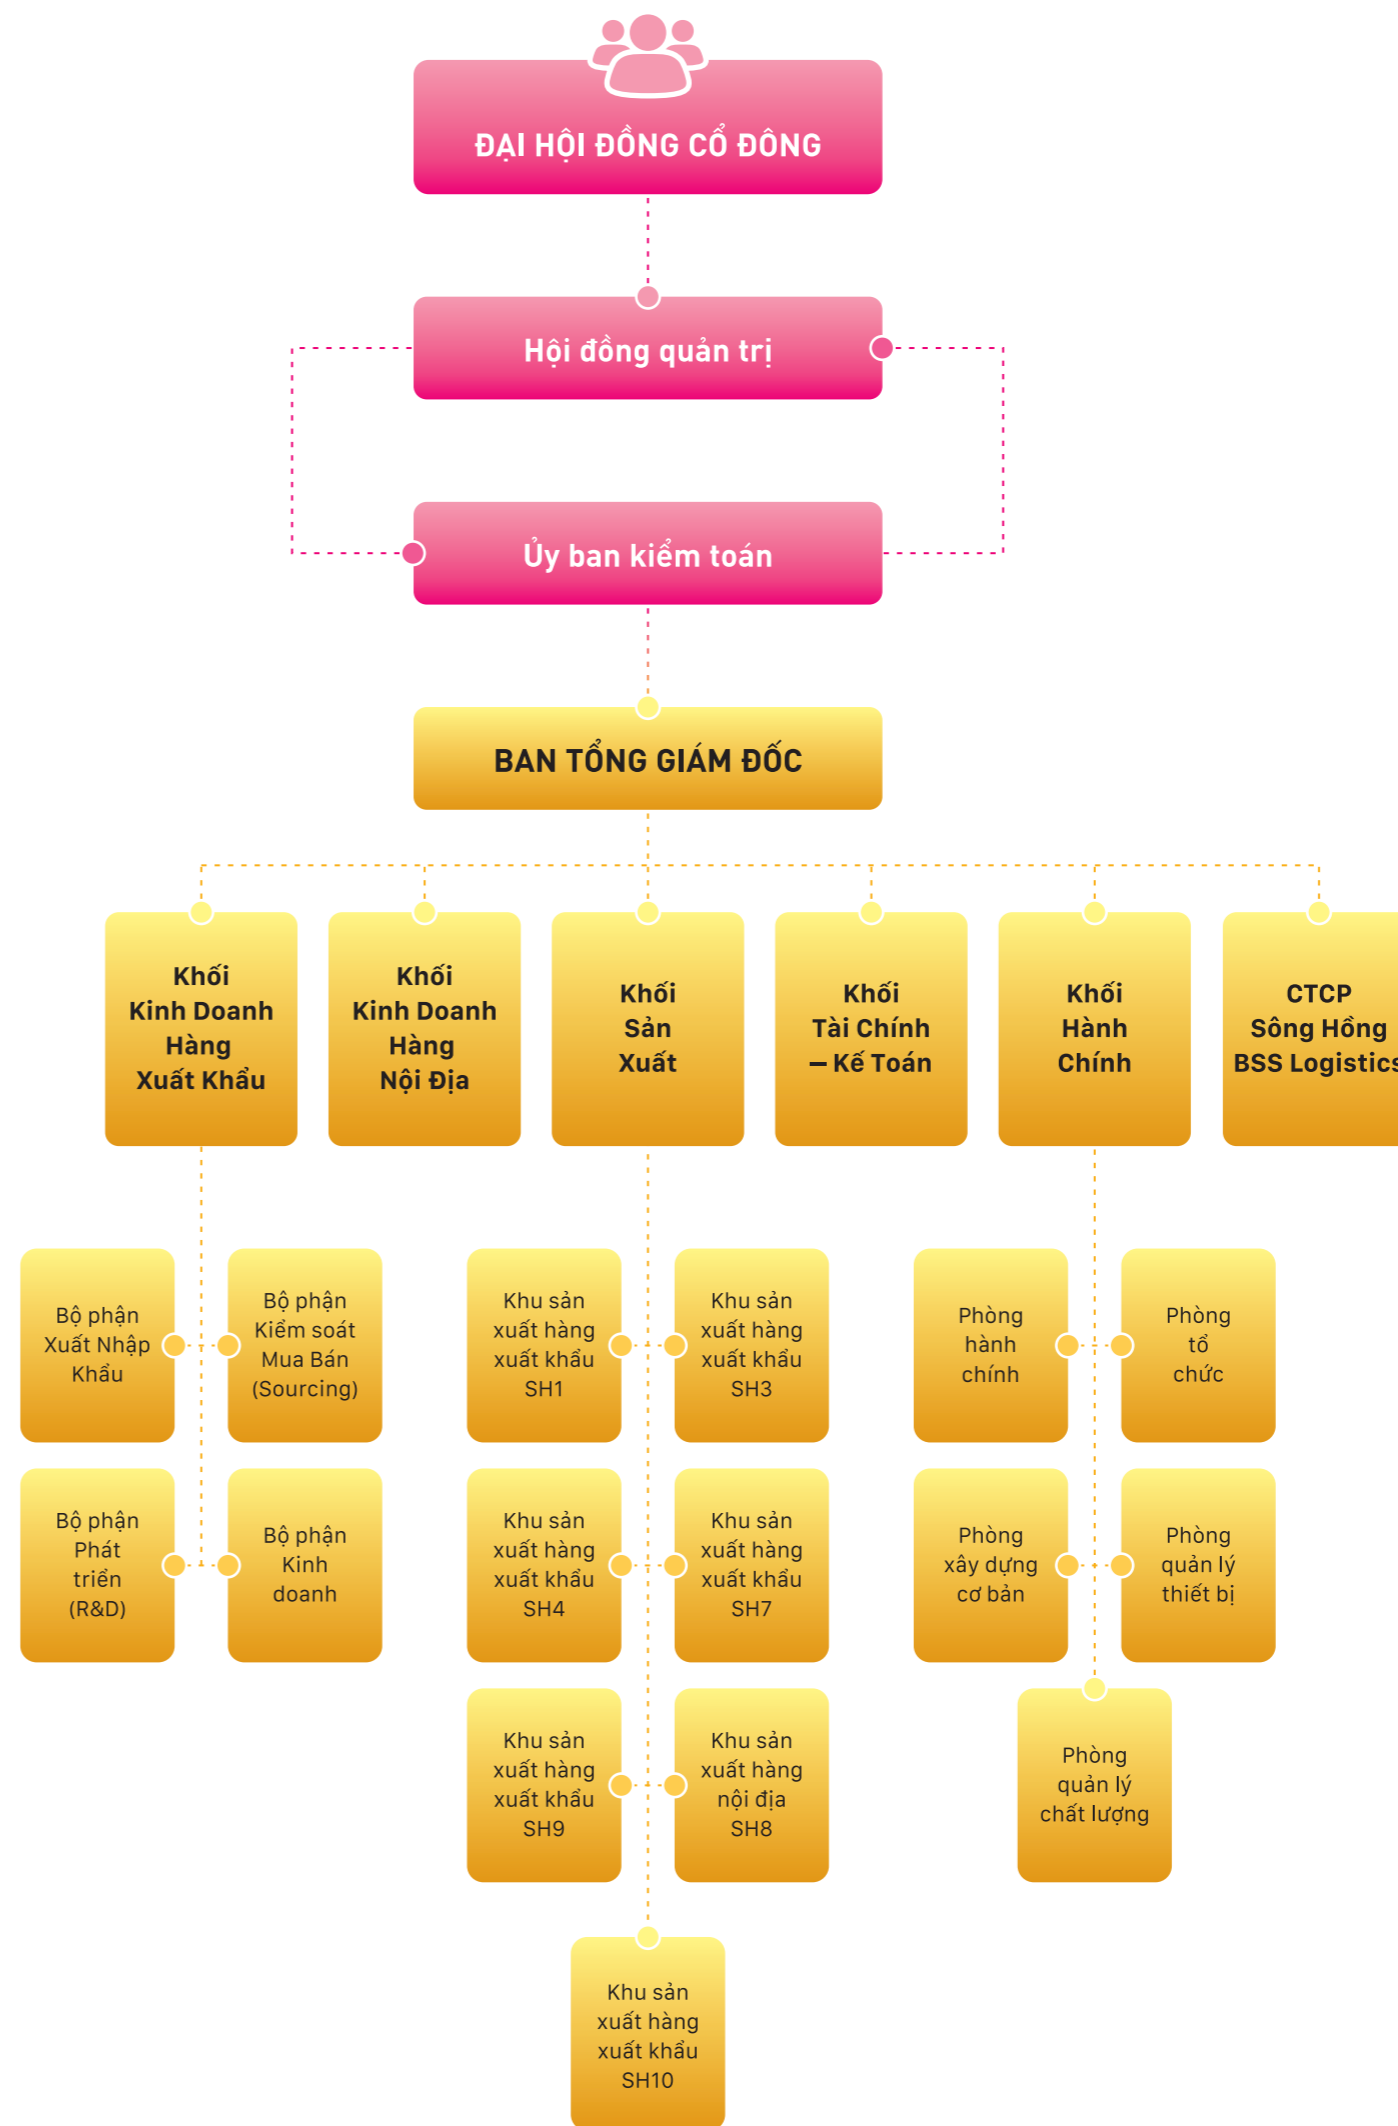 ĐẠI HỘI ĐỒNG CỔ ĐÔNG
Hội đồng quản trị
Ủy ban kiểm toán
BAN TỔNG GIÁM ĐỐC
Khối
Kinh Doanh
Hàng
Xuất Khẩu
Khối
Kinh Doanh
Hàng
Nội Địa
Khối
Sản
Xuất
Khối
Tài Chính
– Kế Toán
Khối
Hành
Chính
CTCP
Sông Hồng
BSS Logistics
Bộ phận
Xuất Nhập
Khẩu
Bộ phận
Kiểm soát
Mua Bán
(Sourcing)
Khu sản
xuất hàng
xuất khẩu
SH1
Khu sản
xuất hàng
xuất khẩu
SH3
Phòng
hành
chính
Phòng
tổ
chức
Bộ phận
Phát
triển
(R&D)
Bộ phận
Kinh
doanh
Khu sản
xuất hàng
xuất khẩu
SH4
Khu sản
xuất hàng
xuất khẩu
SH7
Phòng
xây dựng
cơ bản
Phòng
quản lý
thiết bị
Khu sản
xuất hàng
xuất khẩu
SH9
Khu sản
xuất hàng
nội địa
SH8
Phòng
quản lý
chất lượng
Khu sản
xuất hàng
xuất khẩu
SH10